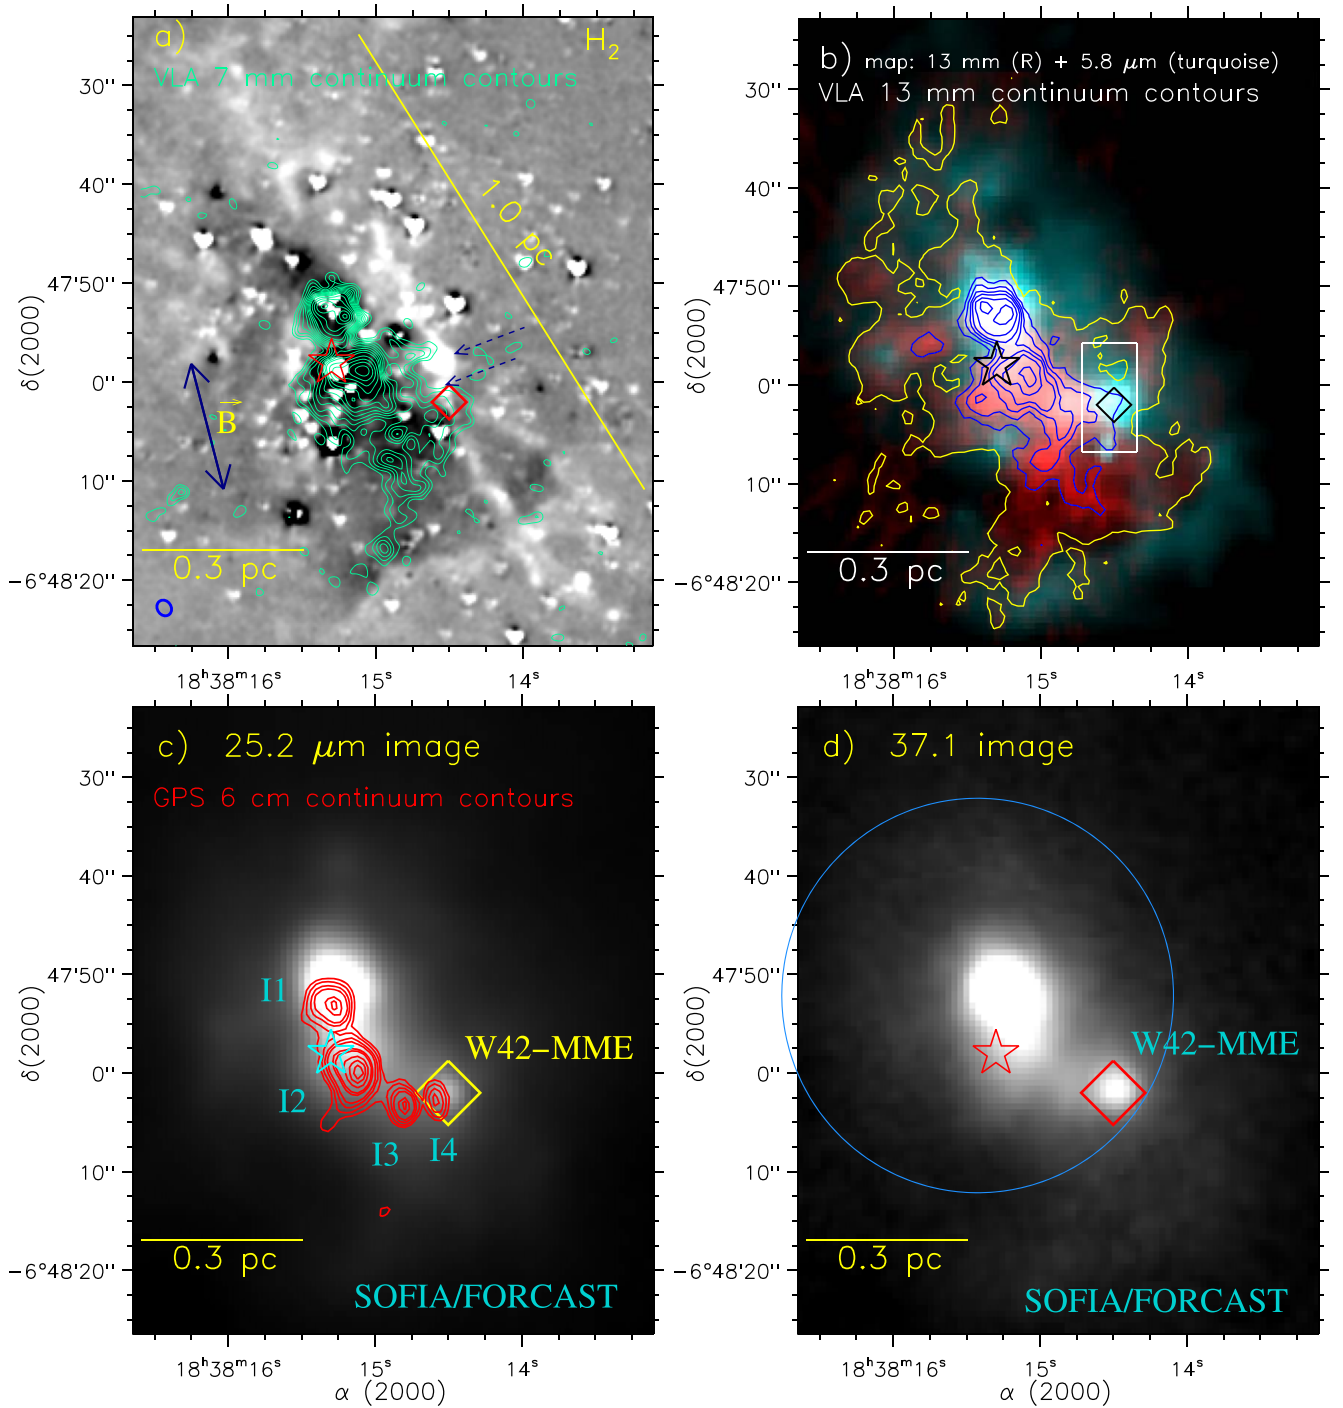 a)
H2
VLA 7 mm continuum contours
1.0 pc
B
0.3 pc
30''
40''
47'50''
0''
10''
−6°48'20''
δ(2000)
18ʰ38ᵐ16ˢ
15ˢ
14ˢ
b) map: 13 mm (R) + 5.8 μm (turquoise)
VLA 13 mm continuum contours
0.3 pc
30''
40''
47'50''
0''
10''
−6°48'20''
δ(2000)
18ʰ38ᵐ16ˢ
15ˢ
14ˢ
c) 25.2 μm image
GPS 6 cm continuum contours
I1
W42−MME
I2
I3
I4
0.3 pc
SOFIA/FORCAST
30''
40''
47'50''
0''
10''
−6°48'20''
δ(2000)
18ʰ38ᵐ16ˢ
15ˢ
14ˢ
α (2000)
d) 37.1 image
W42−MME
0.3 pc
SOFIA/FORCAST
30''
40''
47'50''
0''
10''
−6°48'20''
δ(2000)
18ʰ38ᵐ16ˢ
15ˢ
14ˢ
α (2000)